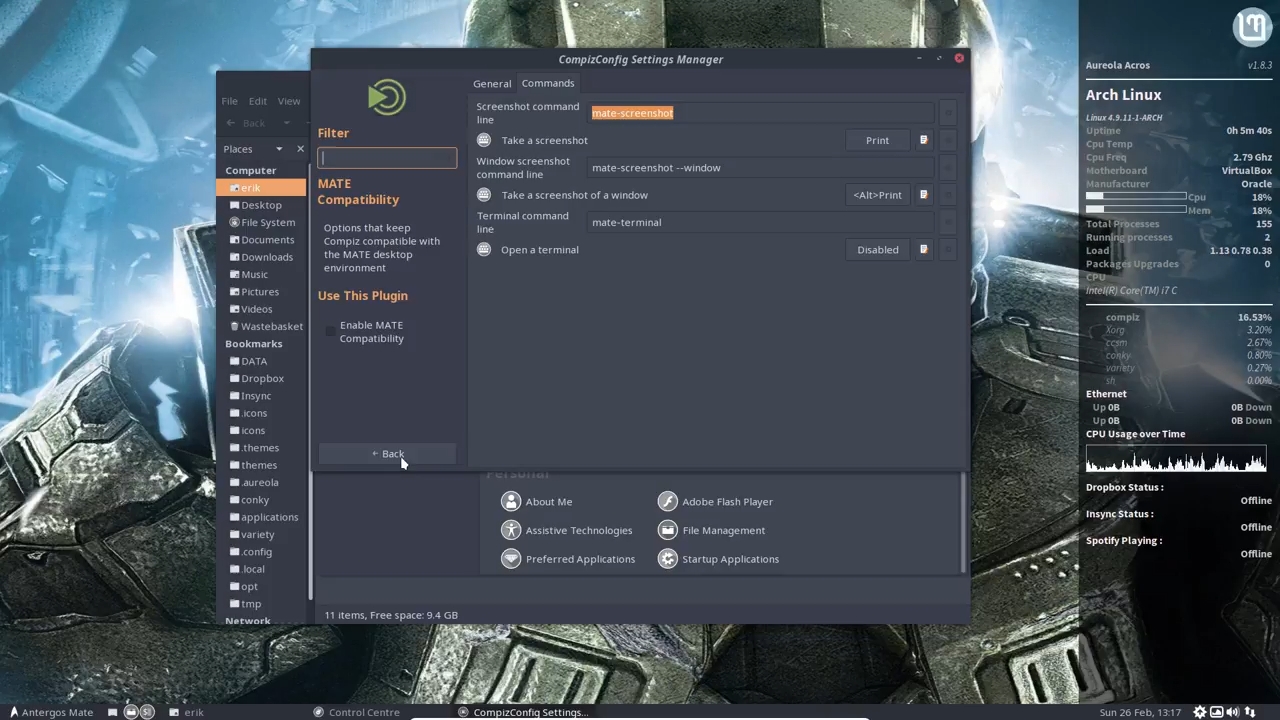 CompizConfig Settings Manager
File Edit View
Back
Places
Computer
erik
Desktop
File System
Documents
Downloads
Music
Pictures
Videos
Wastebasket
Bookmarks
DATA
Dropbox
Insync
.icons
icons
.themes
themes
.aureola
conky
applications
variety
.config
.local
opt
tmp
Network
Filter
MATE
Compatibility
Options that keep
Compiz compatible with
the MATE desktop
environment
Use This Plugin
Enable MATE
Compatibility
Back
General Commands
Screenshot command
line
mate-screenshot
Take a screenshot
Print
Window screenshot
command line
mate-screenshot --window
Take a screenshot of a window
<Alt>Print
Terminal command
line
mate-terminal
Open a terminal
Disabled
Personal
About Me
Adobe Flash Player
Assistive Technologies
File Management
Preferred Applications
Startup Applications
11 items, Free space: 9.4 GB
Aureola Acros v1.8.3
Arch Linux
Linux 4.9.11-1-ARCH
Uptime 0h 5m 40s
Cpu Temp
Cpu Freq 2.79 Ghz
Motherboard VirtualBox
Manufacturer Oracle
Cpu 18%
Mem 18%
Total Processes 155
Running processes 2
Load 1.13 0.78 0.38
Packages Upgrades 0
CPU
Intel(R) Core(TM) i7 C
compiz 16.53%
Xorg 3.20%
ccsm 2.67%
conky 0.80%
variety 0.27%
sh 0.00%
Ethernet
Up 0B 0B Down
Up 0B 0B Down
CPU Usage over Time
Dropbox Status :
Offline
Insync Status :
Offline
Spotify Playing :
Offline
Antergos Mate
erik
Control Centre
CompizConfig Settings...
Sun 26 Feb, 13:17